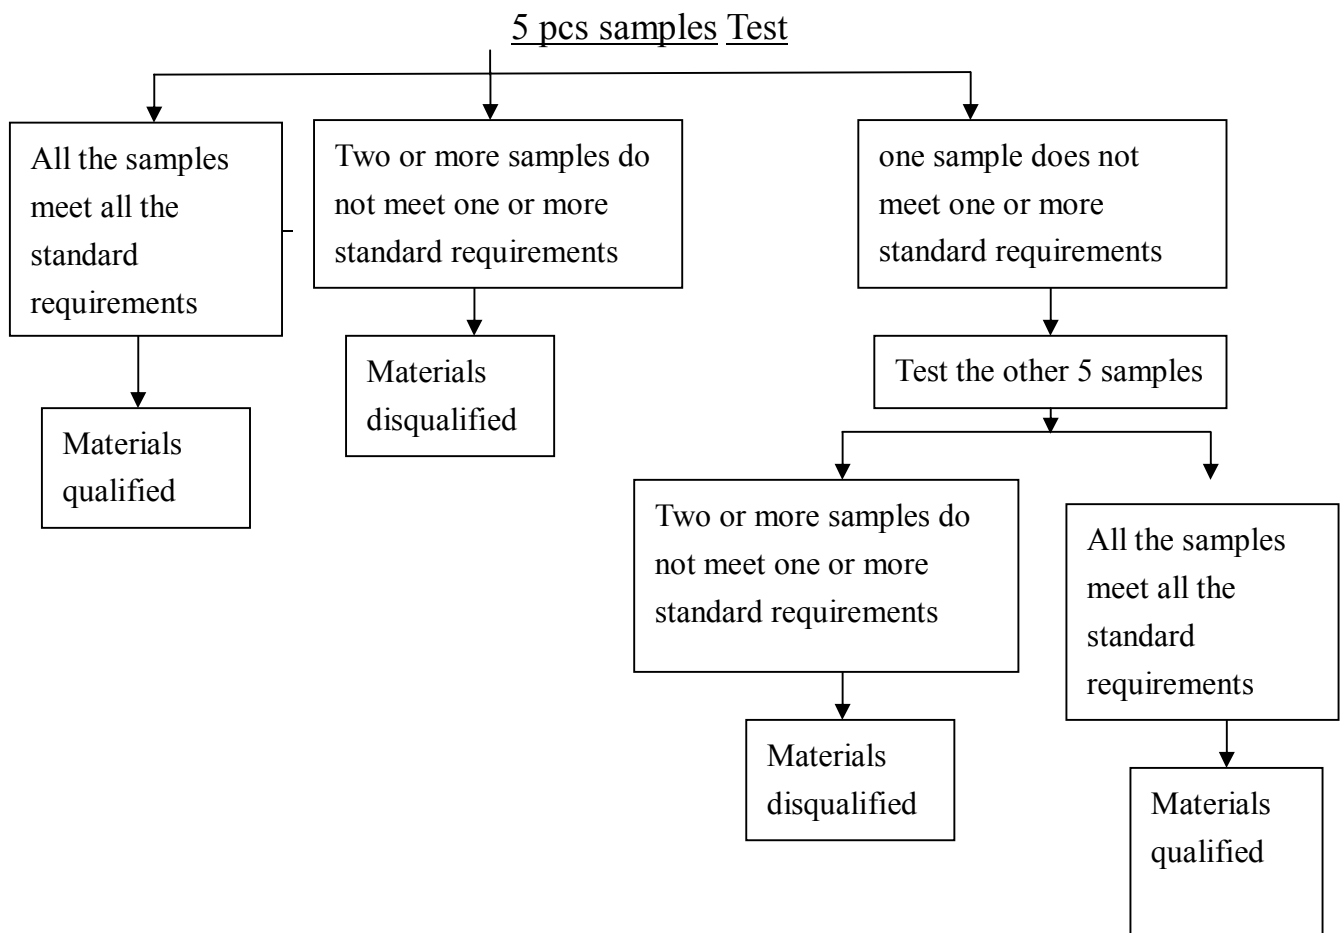 5 pcs samples Test
All the samples
meet all the
standard
requirements
Materials
qualified
Two or more samples do
not meet one or more
standard requirements
Materials
disqualified
one sample does not
meet one or more
standard requirements
Test the other 5 samples
Two or more samples do
not meet one or more
standard requirements
Materials
disqualified
All the samples
meet all the
standard
requirements
Materials
qualified